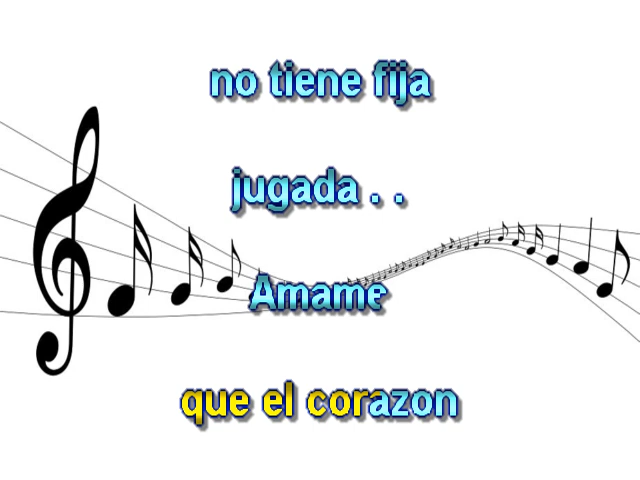 no tiene fija
jugada . .
Amame
que el corazon